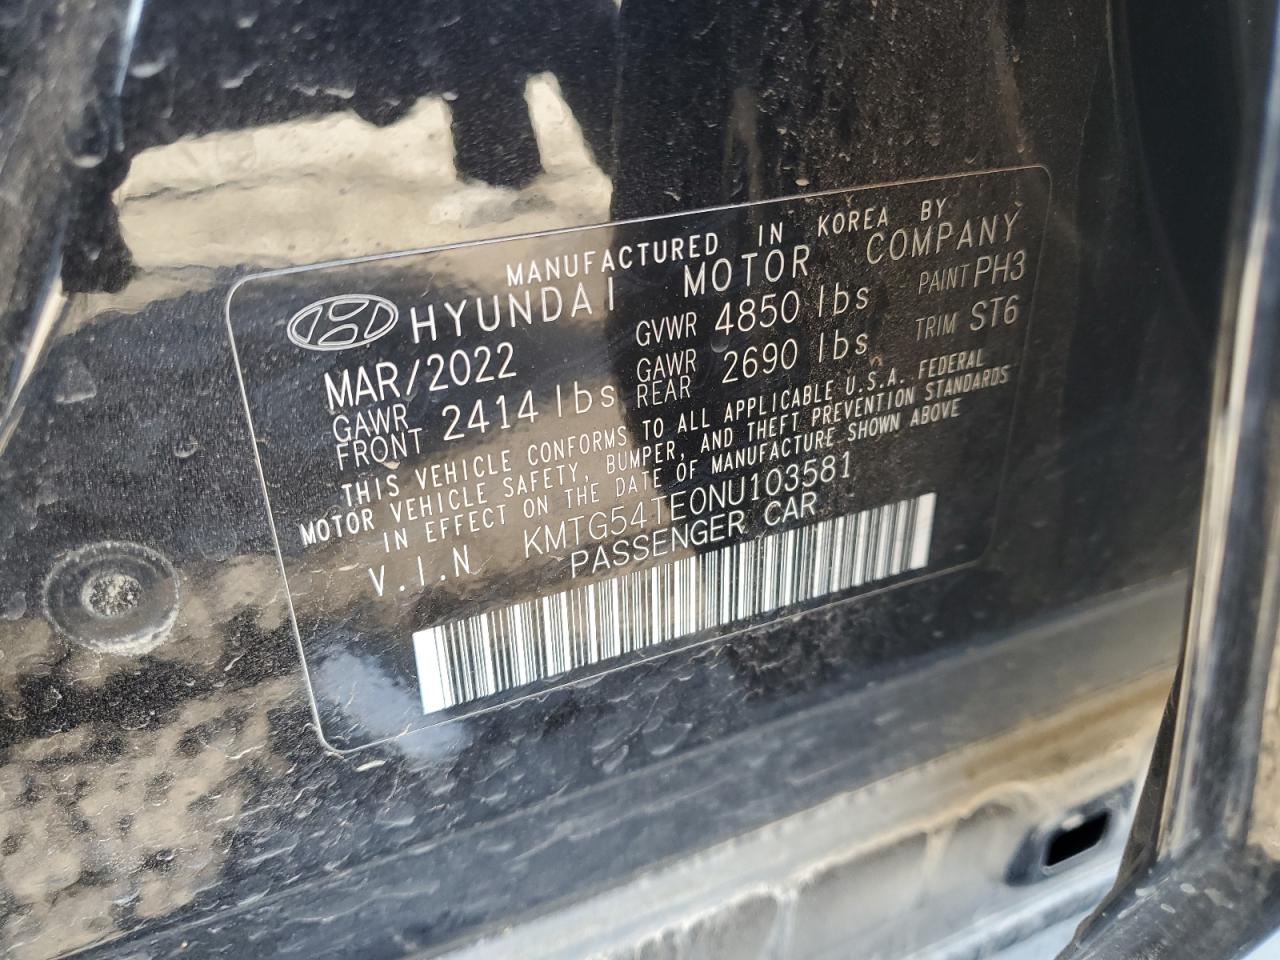 MANUFACTURED IN KOREA BY
HYUNDAI MOTOR COMPANY
MAR/2022 GVWR 4850 lbs PAINT PH3
GAWR FRONT 2414 lbs GAWR REAR 2690 lbs TRIM ST6
THIS VEHICLE CONFORMS TO ALL APPLICABLE U.S.A. FEDERAL
MOTOR VEHICLE SAFETY, BUMPER, AND THEFT PREVENTION STANDARDS
IN EFFECT ON THE DATE OF MANUFACTURE SHOWN ABOVE
V.I.N KMTG54TE0NU103581
PASSENGER CAR